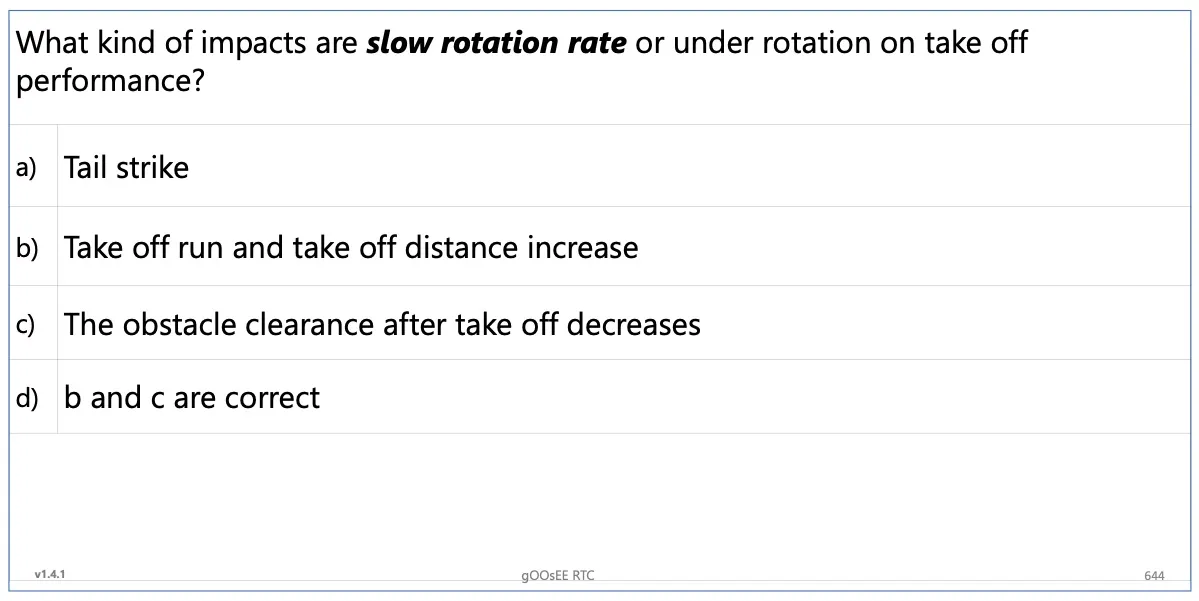 What kind of impacts are slow rotation rate or under rotation on take off
performance?
a) Tail strike
b) Take off run and take off distance increase
c) The obstacle clearance after take off decreases
d) b and c are correct
v1.4.1 gOOsEE RTC 644